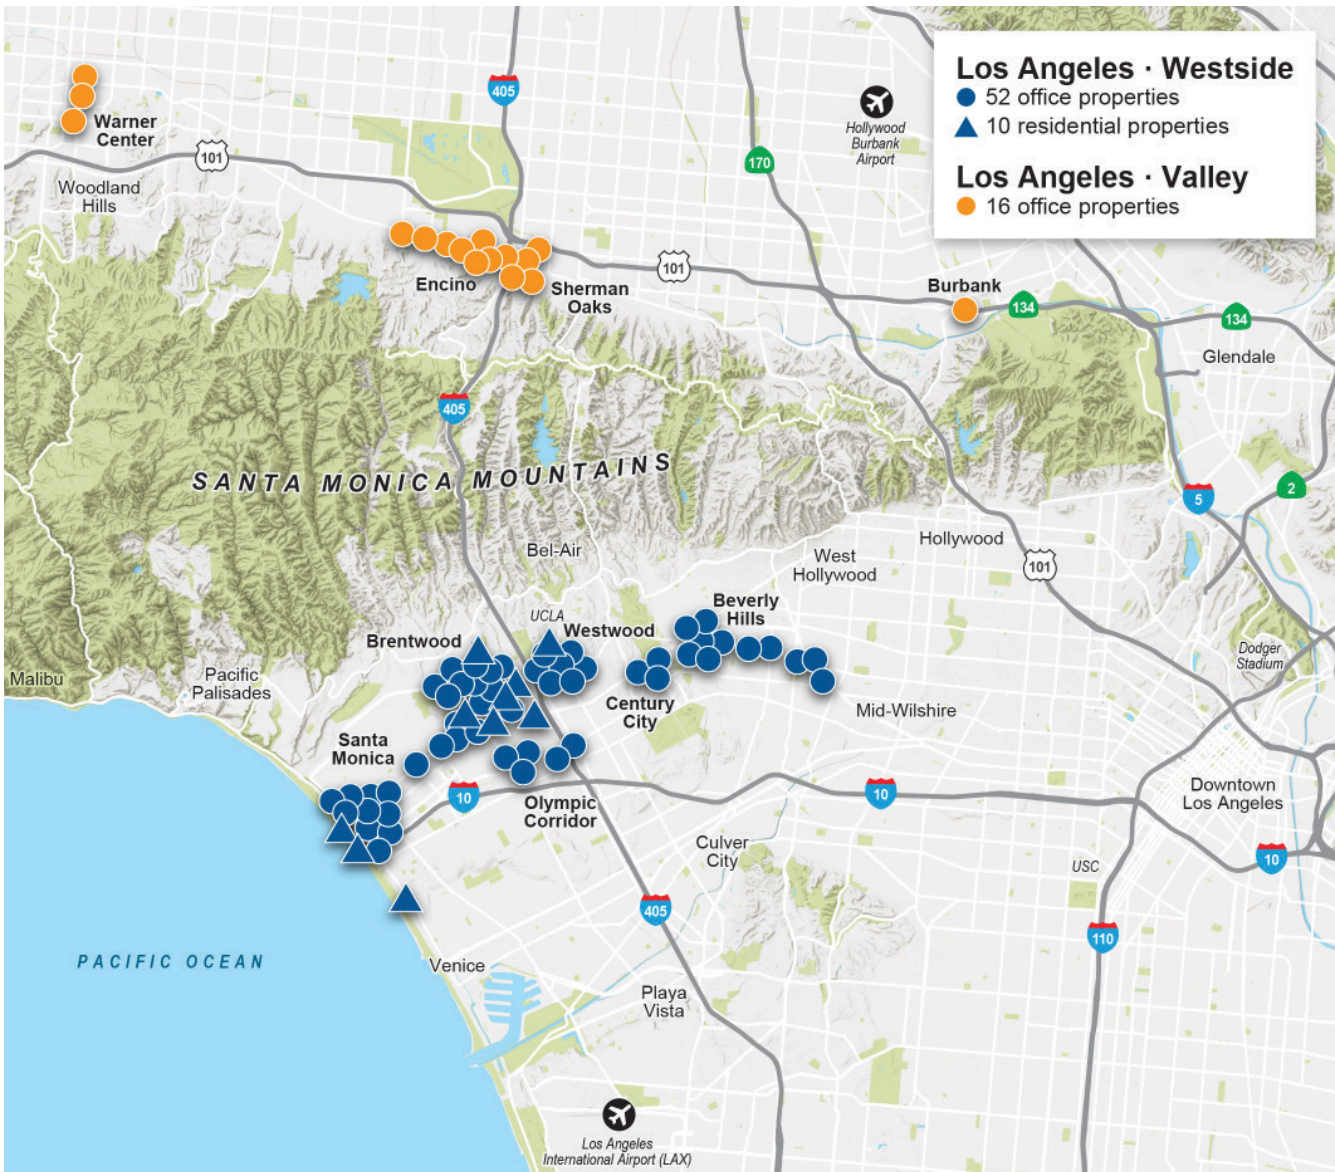 Los Angeles · Westside
52 office properties
10 residential properties
Los Angeles · Valley
16 office properties
405
Hollywood
Burbank
Airport
170
Warner
Center
101
Woodland
Hills
101
Encino
Sherman
Oaks
Burbank
134
134
Glendale
405
SANTA MONICA MOUNTAINS
5
2
Bel-Air
West
Hollywood
Hollywood
101
UCLA
Beverly
Hills
Brentwood
Westwood
Dodger
Stadium
Malibu
Pacific
Palisades
Century
City
Mid-Wilshire
Santa
Monica
10
Olympic
Corridor
10
Downtown
Los Angeles
Culver
City
USC
10
405
110
PACIFIC OCEAN
Venice
Playa
Vista
Los Angeles
International Airport (LAX)